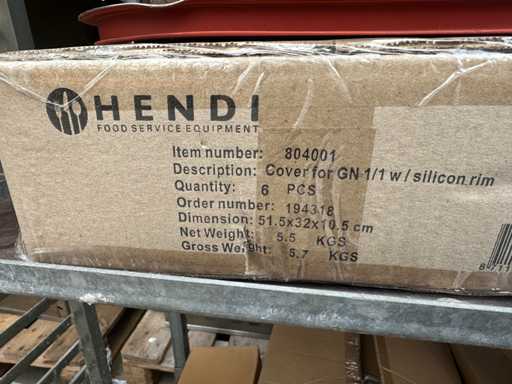 HENDI
FOOD SERVICE EQUIPMENT
Item number: 804001
Description: Cover for GN 1/1 w / silicon rim
Quantity: 6 PCS
Order number: 194318
Dimension: 51.5x32x10.5 cm
Net Weight: 5.5 KGS
Gross Weight: 5.7 KGS